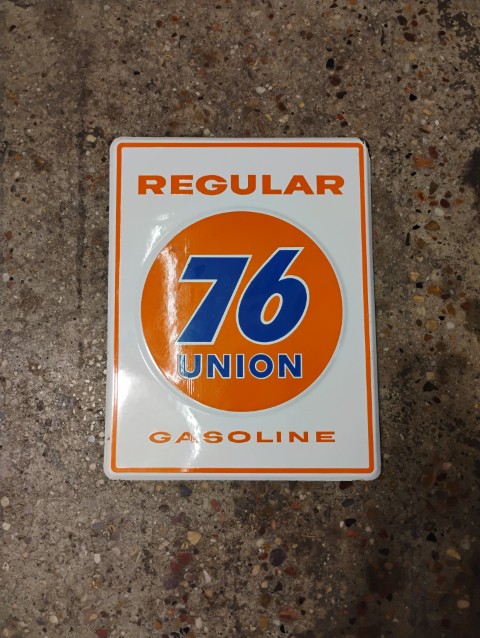 REGULAR
76
UNION
GASOLINE